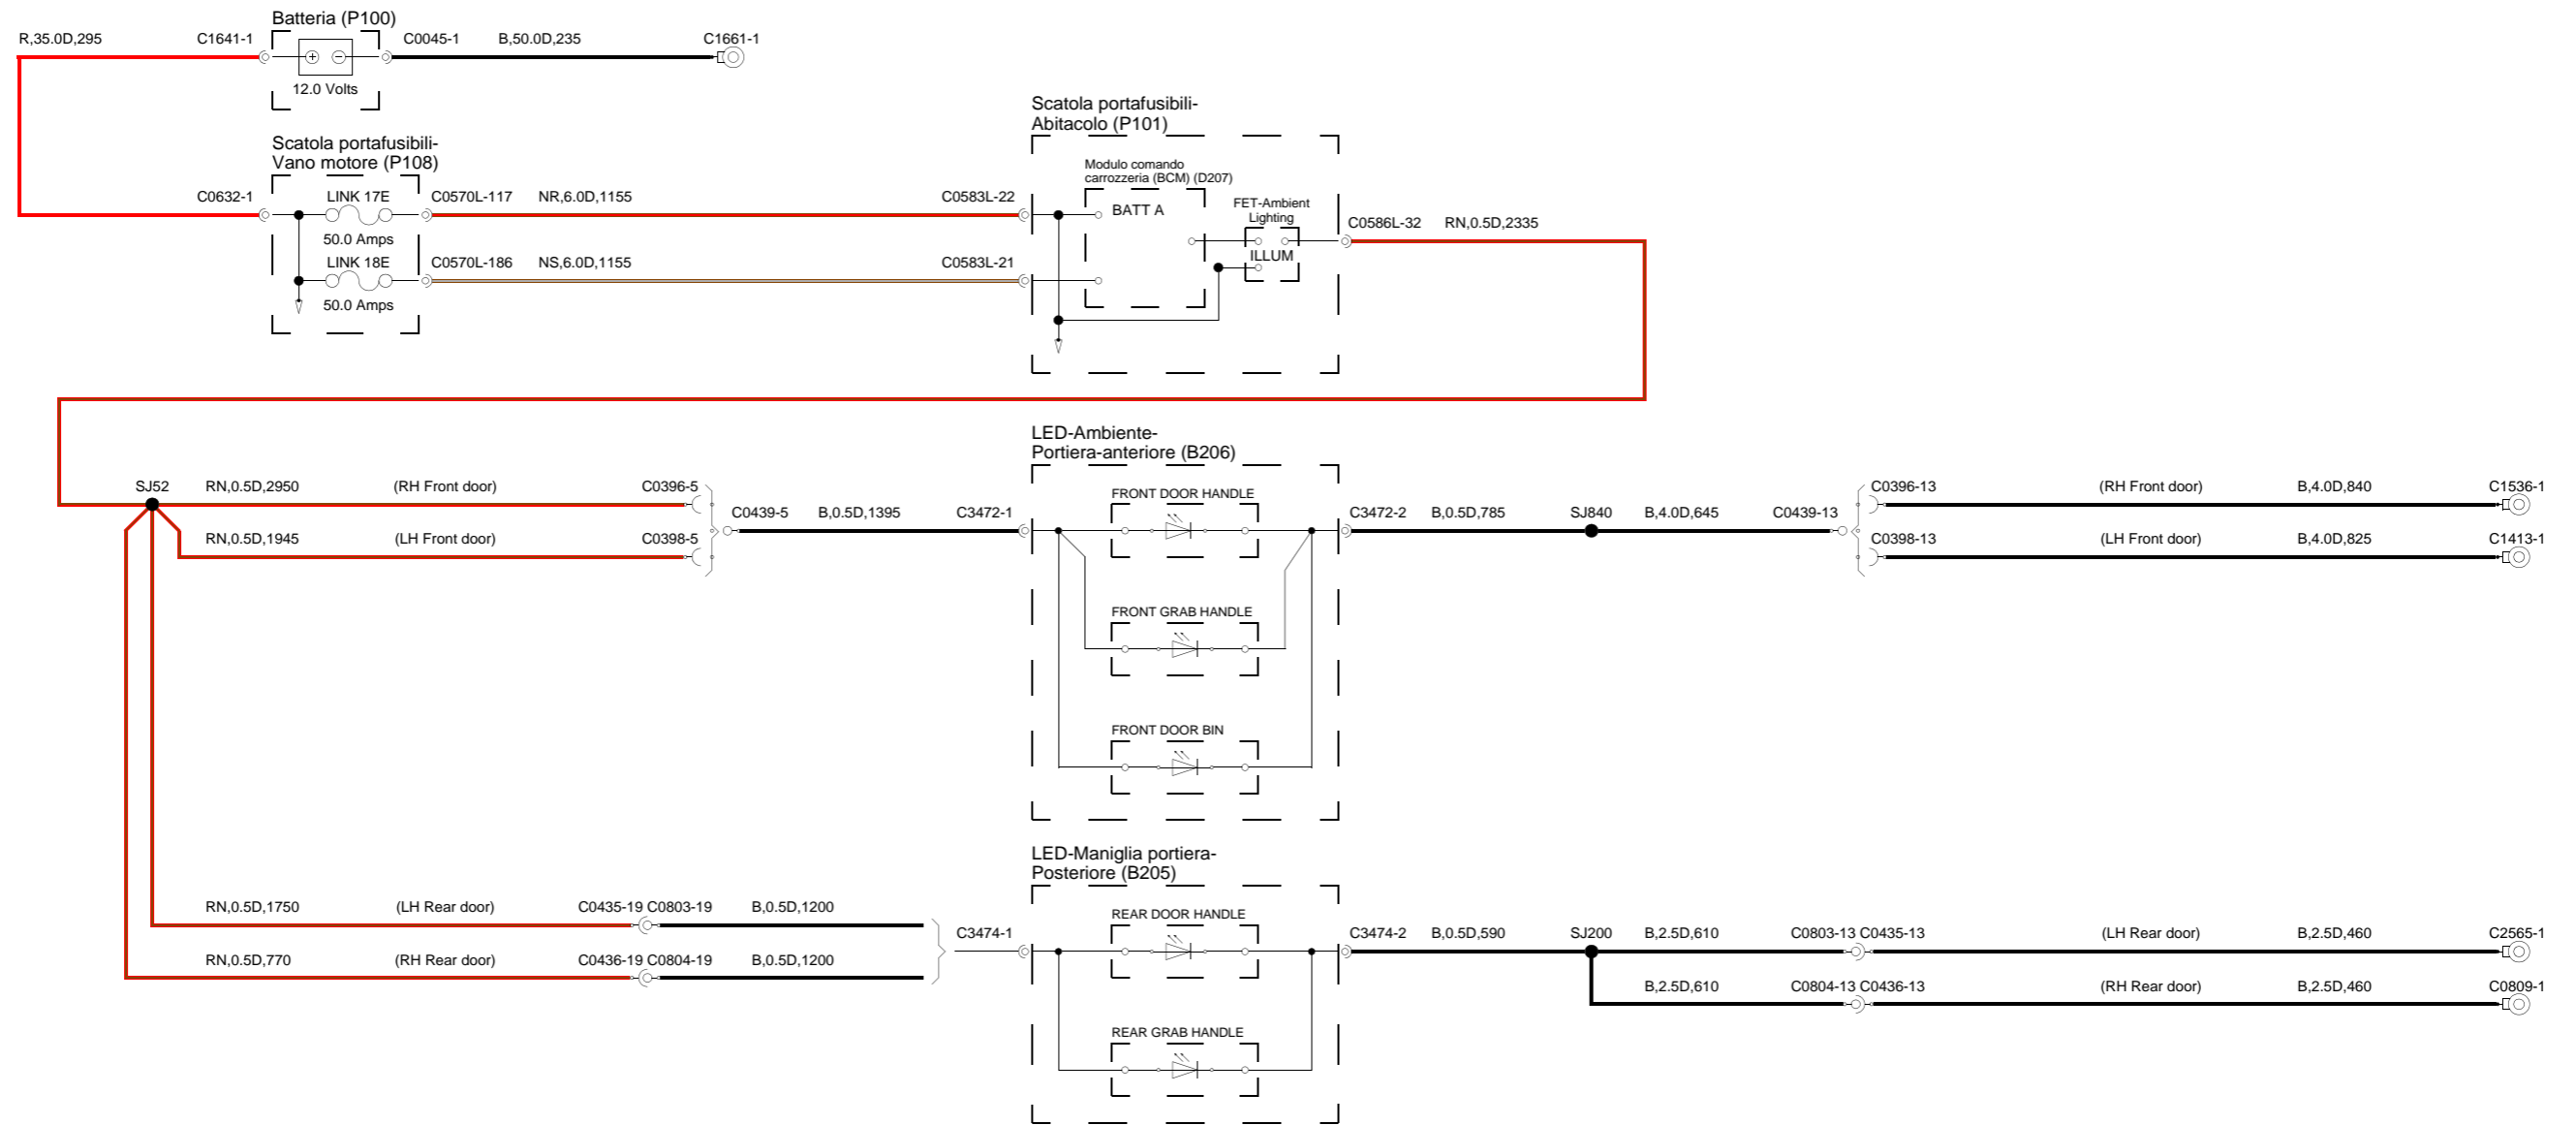 Batteria (P100)
R,35.0D,295
C1641-1
C0045-1
B,50.0D,235
C1661-1
12.0 Volts
Scatola portafusibili-
Vano motore (P108)
C0632-1
LINK 17E
50.0 Amps
LINK 18E
50.0 Amps
C0570L-117
NR,6.0D,1155
C0583L-22
C0570L-186
NS,6.0D,1155
C0583L-21
Scatola portafusibili-
Abitacolo (P101)
Modulo comando
carrozzeria (BCM) (D207)
BATT A
FET-Ambient
Lighting
ILLUM
C0586L-32
RN,0.5D,2335
SJ52
RN,0.5D,2950
(RH Front door)
C0396-5
RN,0.5D,1945
(LH Front door)
C0398-5
C0439-5
B,0.5D,1395
C3472-1
LED-Ambiente-
Portiera-anteriore (B206)
FRONT DOOR HANDLE
FRONT GRAB HANDLE
FRONT DOOR BIN
C3472-2
B,0.5D,785
SJ840
B,4.0D,645
C0439-13
C0396-13
(RH Front door)
B,4.0D,840
C1536-1
C0398-13
(LH Front door)
B,4.0D,825
C1413-1
RN,0.5D,1750
(LH Rear door)
C0435-19 C0803-19
B,0.5D,1200
RN,0.5D,770
(RH Rear door)
C0436-19 C0804-19
B,0.5D,1200
C3474-1
LED-Maniglia portiera-
Posteriore (B205)
REAR DOOR HANDLE
REAR GRAB HANDLE
C3474-2
B,0.5D,590
SJ200
B,2.5D,610
C0803-13 C0435-13
(LH Rear door)
B,2.5D,460
C2565-1
B,2.5D,610
C0804-13 C0436-13
(RH Rear door)
B,2.5D,460
C0809-1